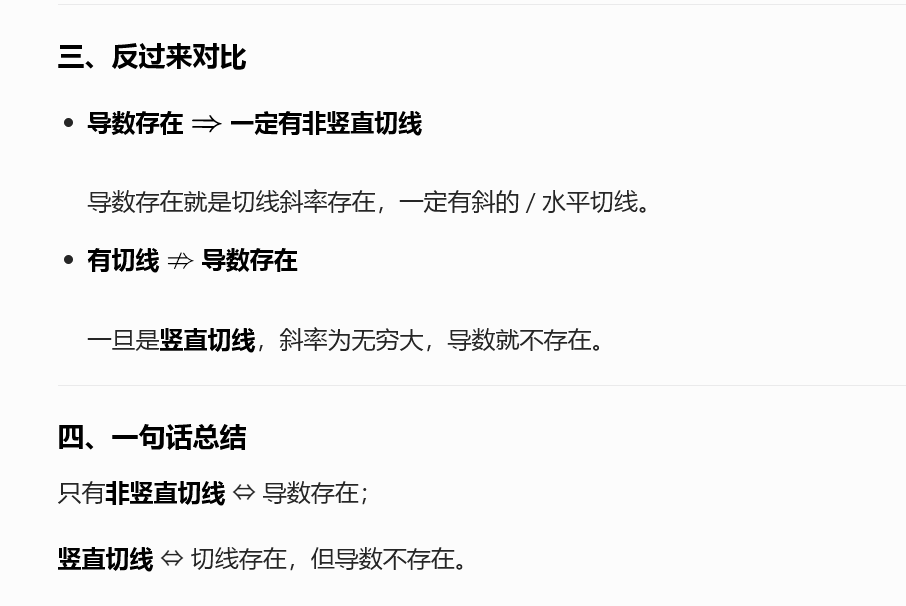 三、反过来对比
• 导数存在 ⇒ 一定有非竖直切线
导数存在就是切线斜率存在，一定有斜的 / 水平切线。
• 有切线 ⇏ 导数存在
一旦是竖直切线，斜率为无穷大，导数就不存在。
四、一句话总结
只有非竖直切线 ⇔ 导数存在；
竖直切线 ⇔ 切线存在，但导数不存在。